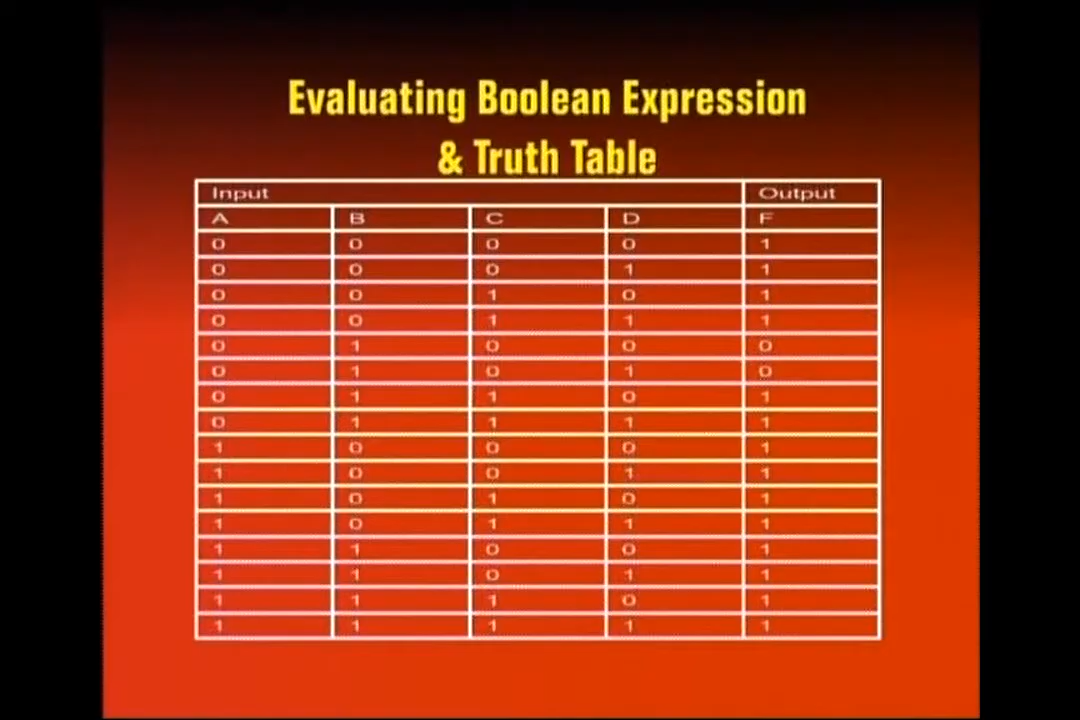 Evaluating Boolean Expression
& Truth Table
Input Output
A B C D F
0 0 0 0 1
0 0 0 1 1
0 0 1 0 1
0 0 1 1 1
0 1 0 0 0
0 1 0 1 0
0 1 1 0 1
0 1 1 1 1
1 0 0 0 1
1 0 0 1 1
1 0 1 0 1
1 0 1 1 1
1 1 0 0 1
1 1 0 1 1
1 1 1 0 1
1 1 1 1 1